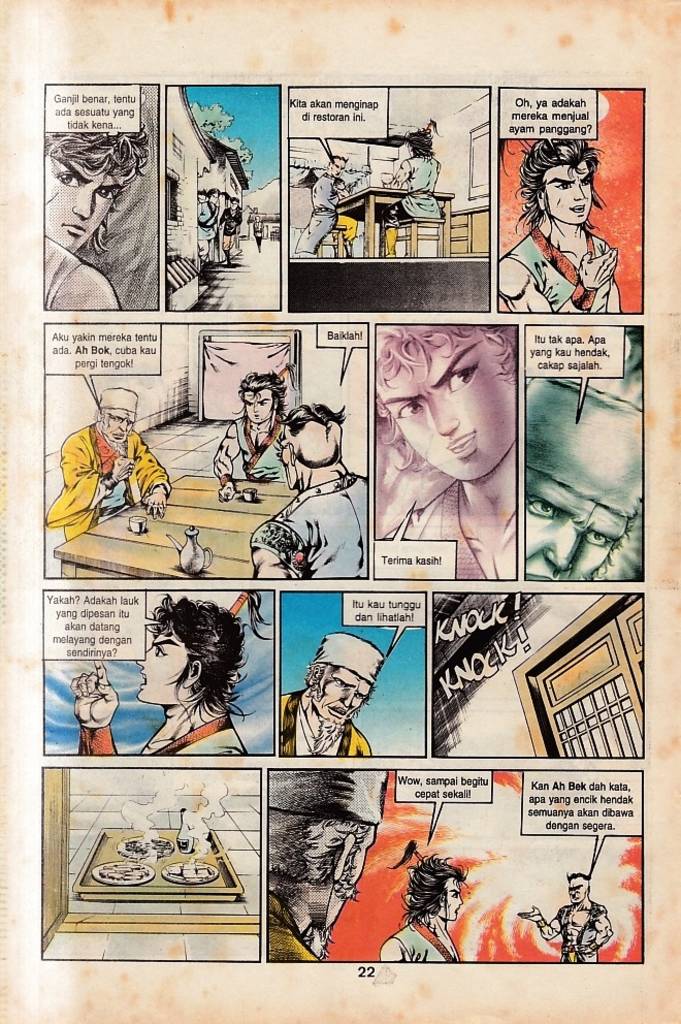 Ganjil benar, tentu
ada sesuatu yang
tidak kena...
Kita akan menginap
di restoran ini.
Oh, ya adakah
mereka menjual
ayam panggang?
Aku yakin mereka tentu
ada. Ah Bok, cuba kau
pergi tengok!
Baiklah!
Terima kasih!
Itu tak apa. Apa
yang kau hendak,
cakap sajalah.
Yakah? Adakah lauk
yang dipesan itu
akan datang
melayang dengan
sendirinya?
Itu kau tunggu
dan lihatlah!
KNOCK!
KNOCK!
Wow, sampai begitu
cepat sekali!
Kan Ah Bek dah kata,
apa yang encik hendak
semuanya akan dibawa
dengan segera.
22